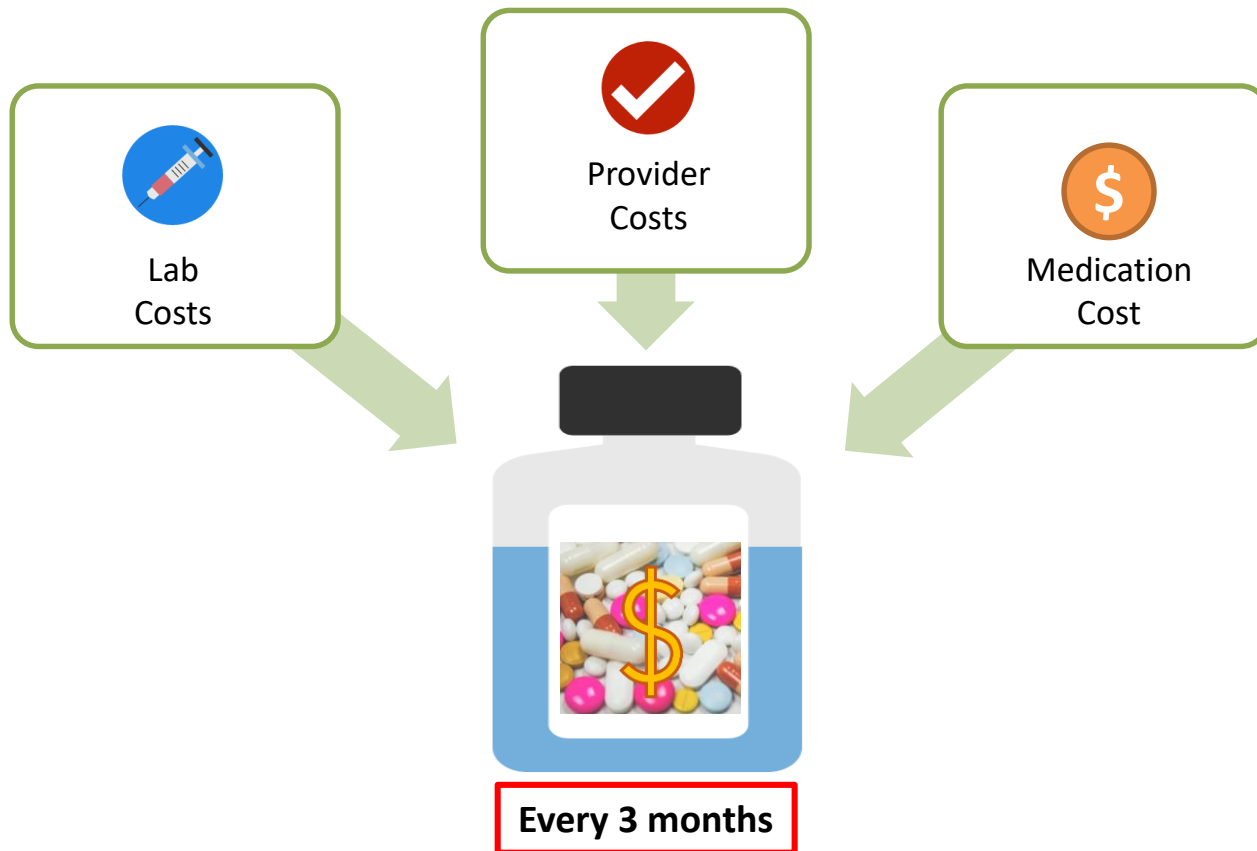 Lab
Costs
Provider
Costs
$
Medication
Cost
$
Every 3 months